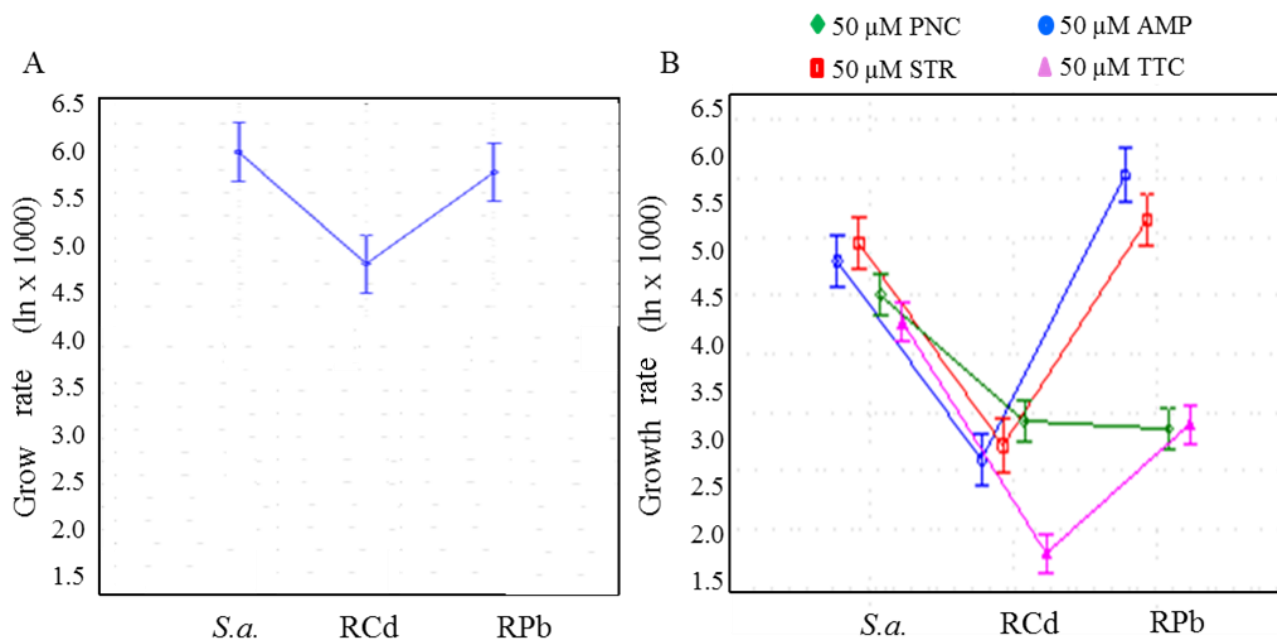 50 µM PNC
50 µM AMP
50 µM STR
50 µM TTC
A
Grow rate (ln x 1000)
6.5
6.0
5.5
5.0
4.5
4.0
3.5
3.0
2.5
2.0
1.5
S.a. RCd RPb
B
Growth rate (ln x 1000)
6.5
6.0
5.5
5.0
4.5
4.0
3.5
3.0
2.5
2.0
1.5
S.a. RCd RPb